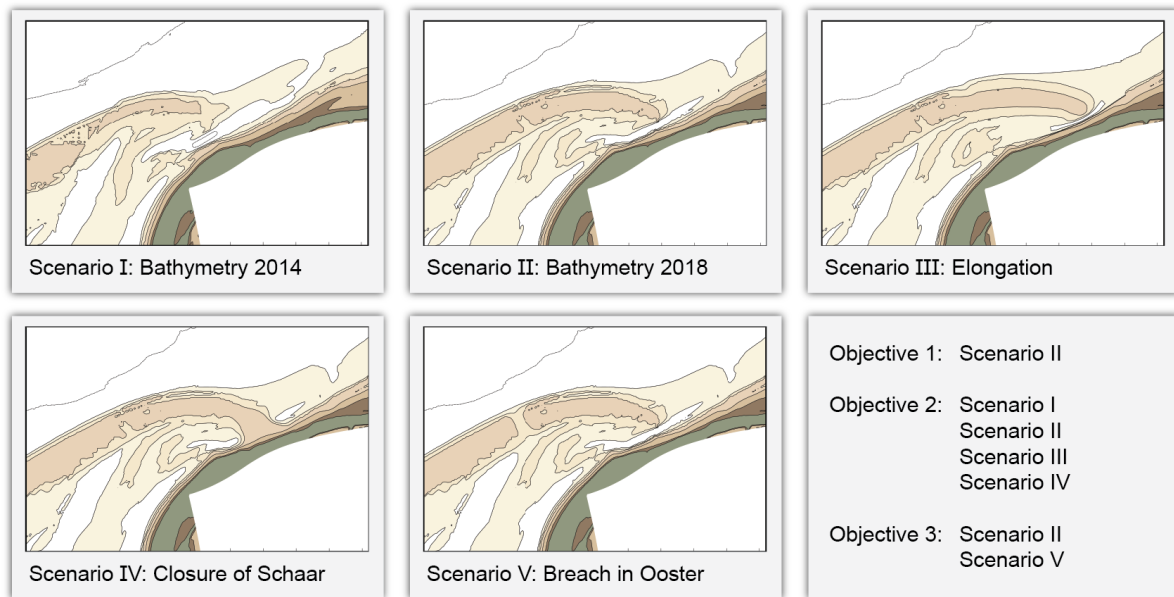 Scenario I: Bathymetry 2014
Scenario II: Bathymetry 2018
Scenario III: Elongation
Scenario IV: Closure of Schaar
Scenario V: Breach in Ooster
Objective 1: Scenario II
Objective 2: Scenario I
Scenario II
Scenario III
Scenario IV
Objective 3: Scenario II
Scenario V